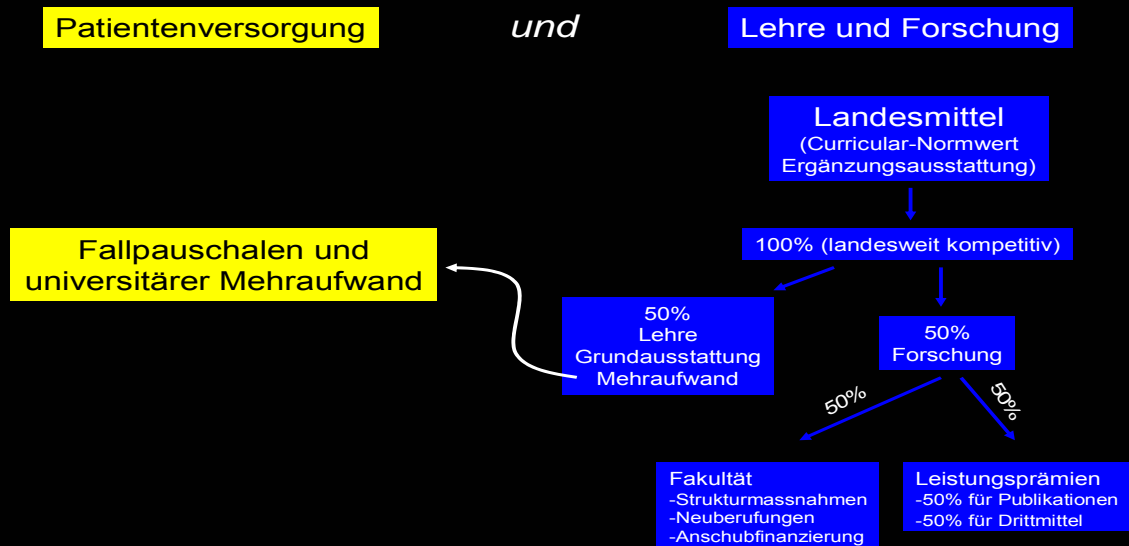 Patientenversorgung
und
Lehre und Forschung
Landesmittel
(Curricular-Normwert
Ergänzungsausstattung)
100% (landesweit kompetitiv)
Fallpauschalen und
universitärer Mehraufwand
50%
Lehre
Grundausstattung
Mehraufwand
50%
Forschung
50%
50%
Fakultät
-Strukturmassnahmen
-Neuberufungen
-Anschubfinanzierung
Leistungsprämien
-50% für Publikationen
-50% für Drittmittel